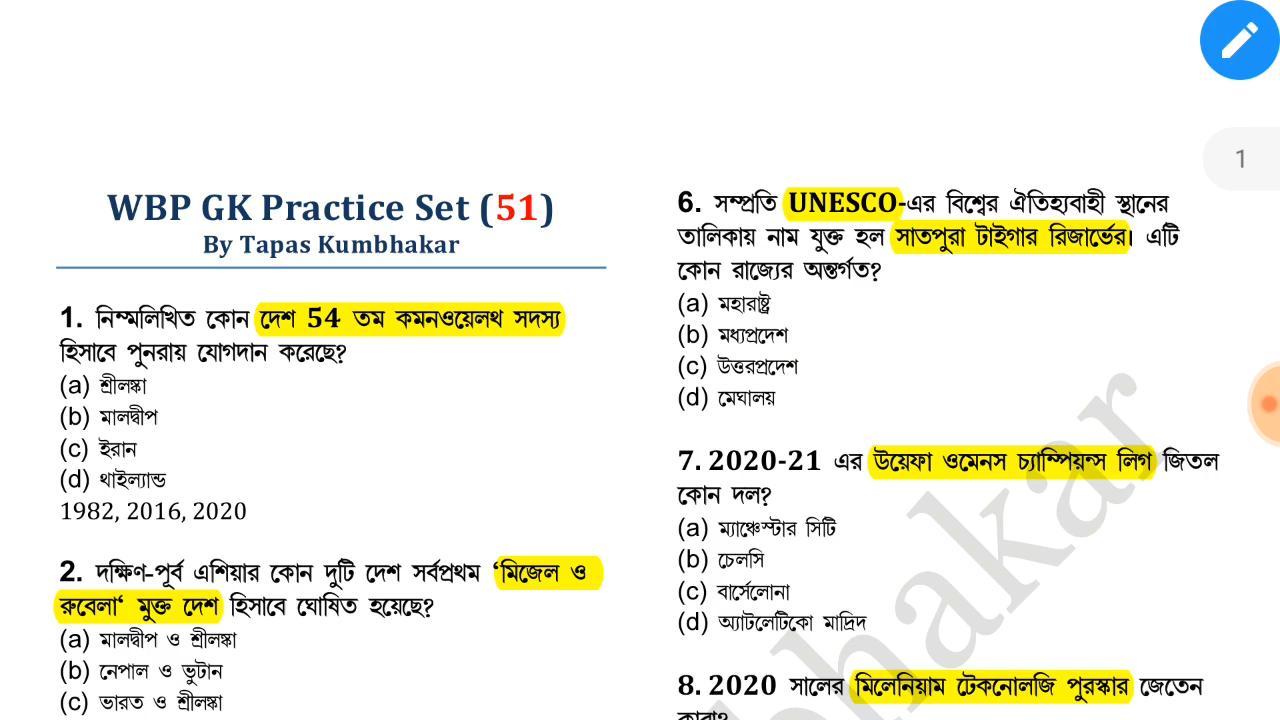 WBP GK Practice Set (51)
By Tapas Kumbhakar
1. নিম্মলিখিত কোন দেশ 54 তম কমনওয়েলথ সদস্য
হিসাবে পুনরায় যোগদান করেছে?
(a) শ্রীলঙ্কা
(b) মালদ্বীপ
(c) ইরান
(d) থাইল্যান্ড
1982, 2016, 2020
2. দক্ষিণ-পূর্ব এশিয়ার কোন দুটি দেশ সর্বপ্রথম ‘মিজেল ও
রুবেলা‘ মুক্ত দেশ হিসাবে ঘোষিত হয়েছে?
(a) মালদ্বীপ ও শ্রীলঙ্কা
(b) নেপাল ও ভুটান
(c) ভারত ও শ্রীলঙ্কা
1
6. সম্প্রতি UNESCO-এর বিশ্বের ঐতিহ্যবাহী স্থানের
তালিকায় নাম যুক্ত হল সাতপুরা টাইগার রিজার্ভের। এটি
কোন রাজ্যের অন্তর্গত?
(a) মহারাষ্ট্র
(b) মধ্যপ্রদেশ
(c) উত্তরপ্রদেশ
(d) মেঘালয়
7. 2020-21 এর উয়েফা ওমেনস চ্যাম্পিয়ন্স লিগ জিতল
কোন দল?
(a) ম্যাঞ্চেস্টার সিটি
(b) চেলসি
(c) বার্সেলোনা
(d) অ্যাটলেটিকো মাদ্রিদ
8. 2020 সালের মিলেনিয়াম টেকনোলজি পুরস্কার জেতেন
কারা?
bhakar